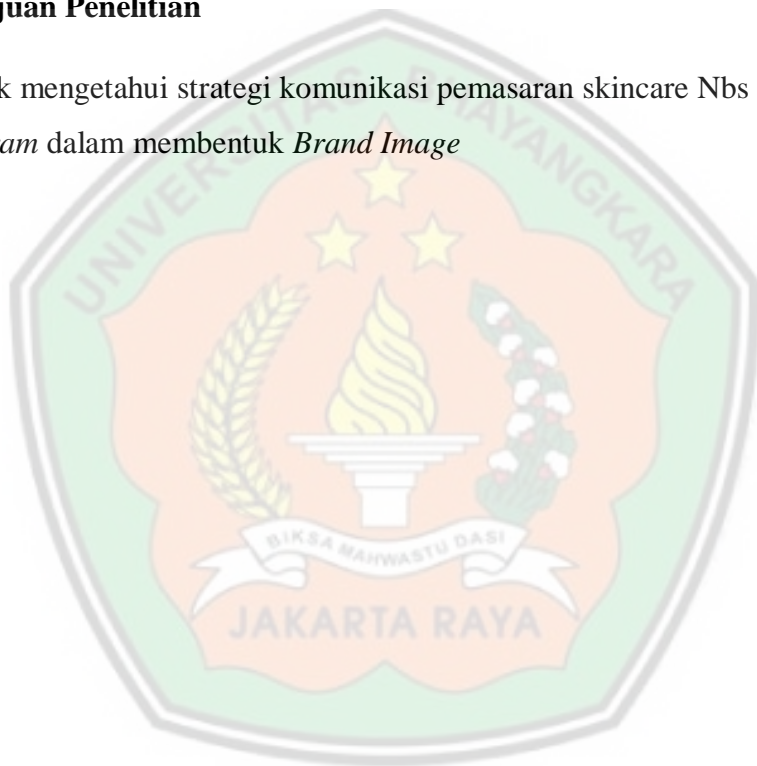 juan Penelitian
k mengetahui strategi komunikasi pemasaran skincare Nbs
am dalam membentuk Brand Image
UNIVERSITAS BHAYANGKARA
BIKSA MAHWASTU DASI
JAKARTA RAYA